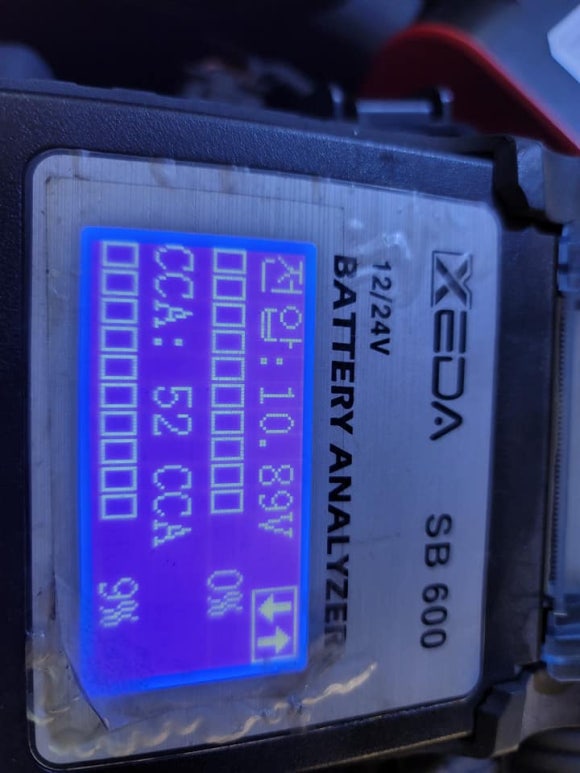 XEDA SB 600
12/24V
BATTERY ANALYZER
전압:10.89V
0%
CCA: 52 CCA
9%